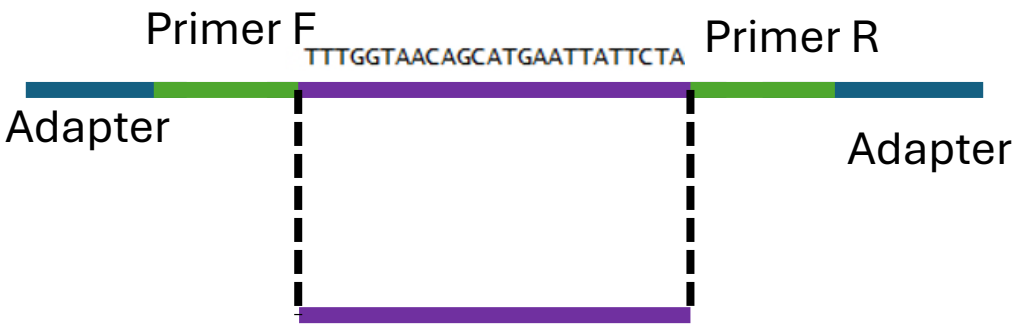 Primer F
TTTGGTAACAGCATGAATTATTCTA
Primer R
Adapter
Adapter